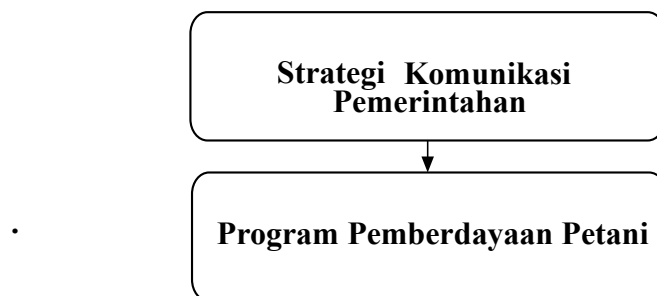 Strategi Komunikasi
Pemerintahan
.
Program Pemberdayaan Petani